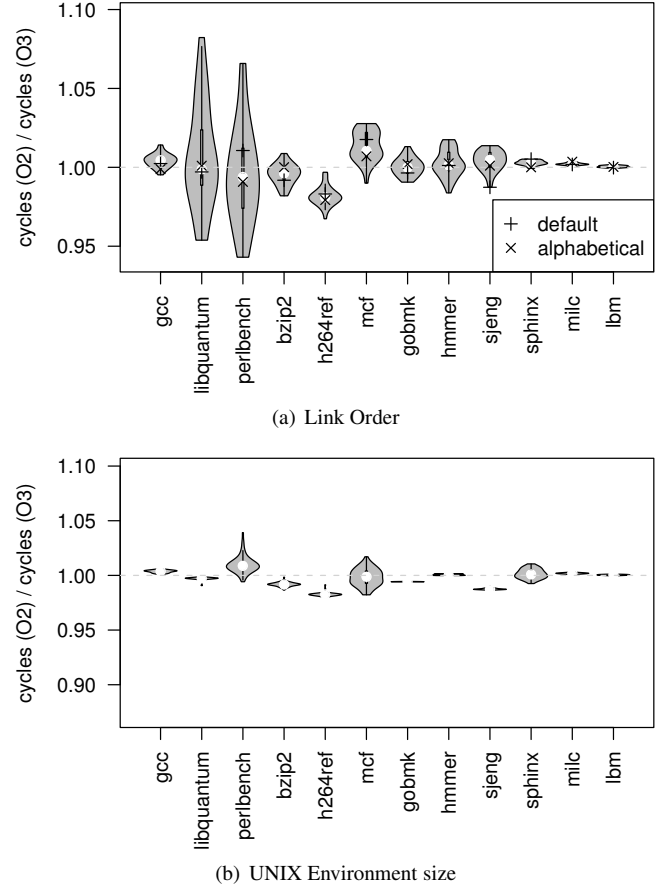 1.10
1.05
1.00
0.95
cycles (O2) / cycles (O3)
default
alphabetical
gcc
libquantum
perlbench
bzip2
h264ref
mcf
gobmk
hmmer
sjeng
sphinx
milc
lbm
(a) Link Order
1.10
1.05
1.00
0.95
0.90
cycles (O2) / cycles (O3)
gcc
libquantum
perlbench
bzip2
h264ref
mcf
gobmk
hmmer
sjeng
sphinx
milc
lbm
(b) UNIX Environment size